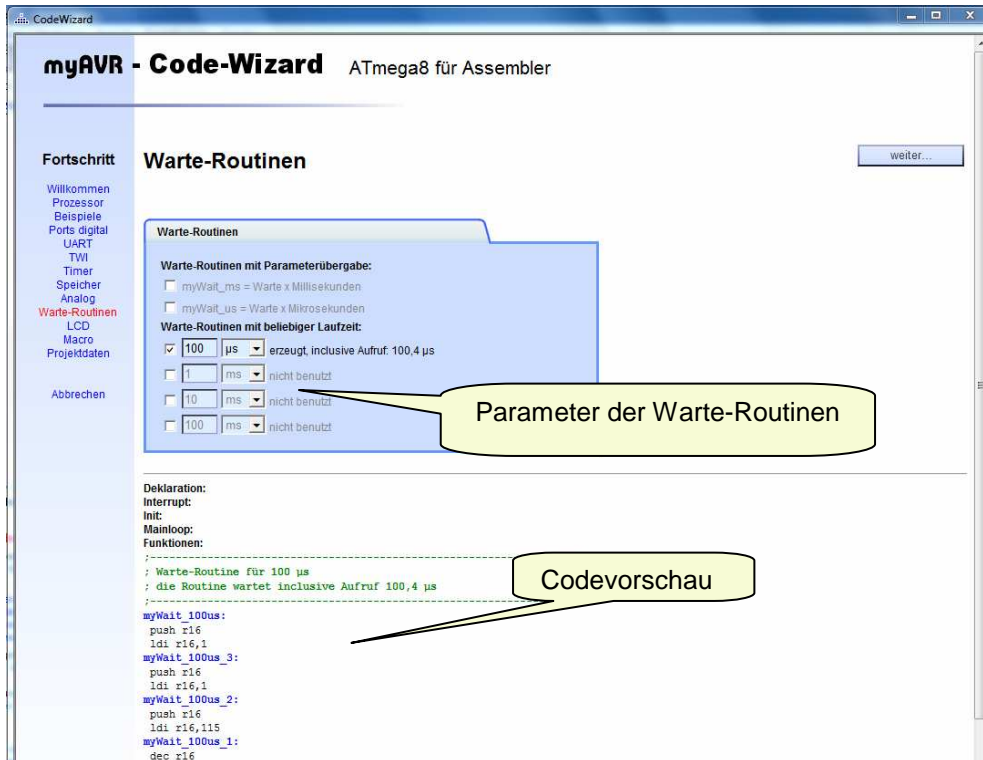 CodeWizard
myAVR - Code-Wizard ATmega8 für Assembler
Fortschritt
Willkommen
Prozessor
Beispiele
Ports digital
UART
TWI
Timer
Speicher
Analog
Warte-Routinen
LCD
Macro
Projektdaten
Abbrechen
Warte-Routinen
weiter...
Warte-Routinen
Warte-Routinen mit Parameterübergabe:
myWait_ms = Warte x Millisekunden
myWait_us = Warte x Mikrosekunden
Warte-Routinen mit beliebiger Laufzeit:
100 µs erzeugt, inclusive Aufruf: 100,4 µs
1 ms nicht benutzt
10 ms nicht benutzt
100 ms nicht benutzt
Parameter der Warte-Routinen
Deklaration:
Interrupt:
Init:
Mainloop:
Funktionen:
;------------------------------------------------
; Warte-Routine für 100 µs
; die Routine wartet inclusive Aufruf 100,4 µs
;------------------------------------------------
Codevorschau
myWait_100us:
push r16
ldi r16,1
myWait_100us_3:
push r16
ldi r16,1
myWait_100us_2:
push r16
ldi r16,115
myWait_100us_1:
dec r16